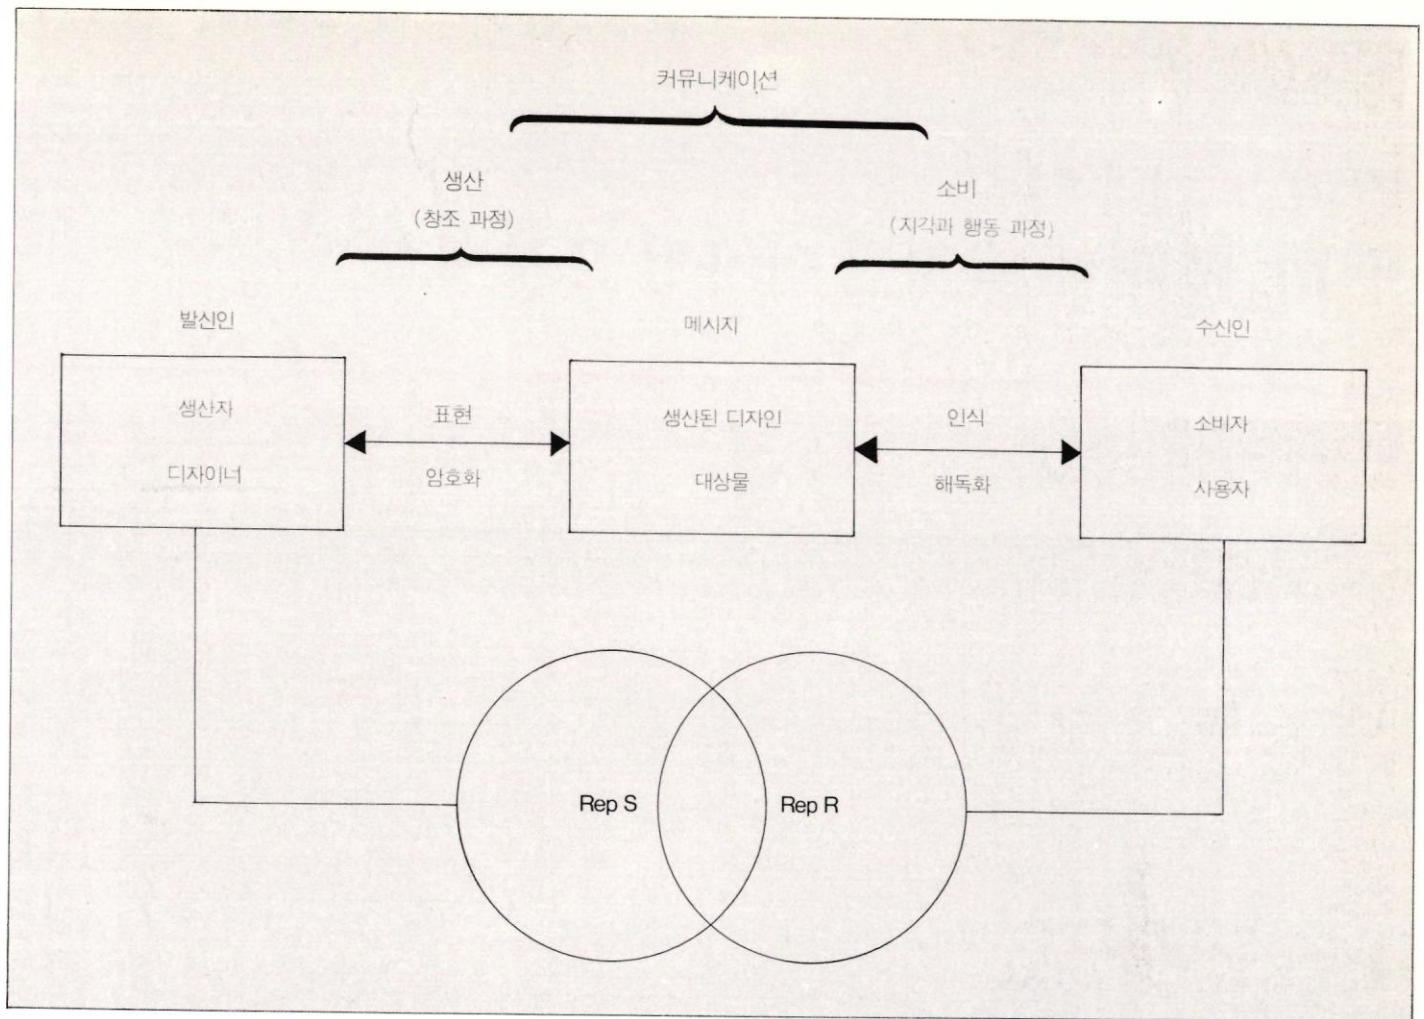 커뮤니케이션
생산
(창조 과정)
소비
(지각과 행동 과정)
발신인
메시지
수신인
생산자
디자이너
표현
암호화
생산된 디자인
대상물
인식
해독화
소비자
사용자
Rep S
Rep R